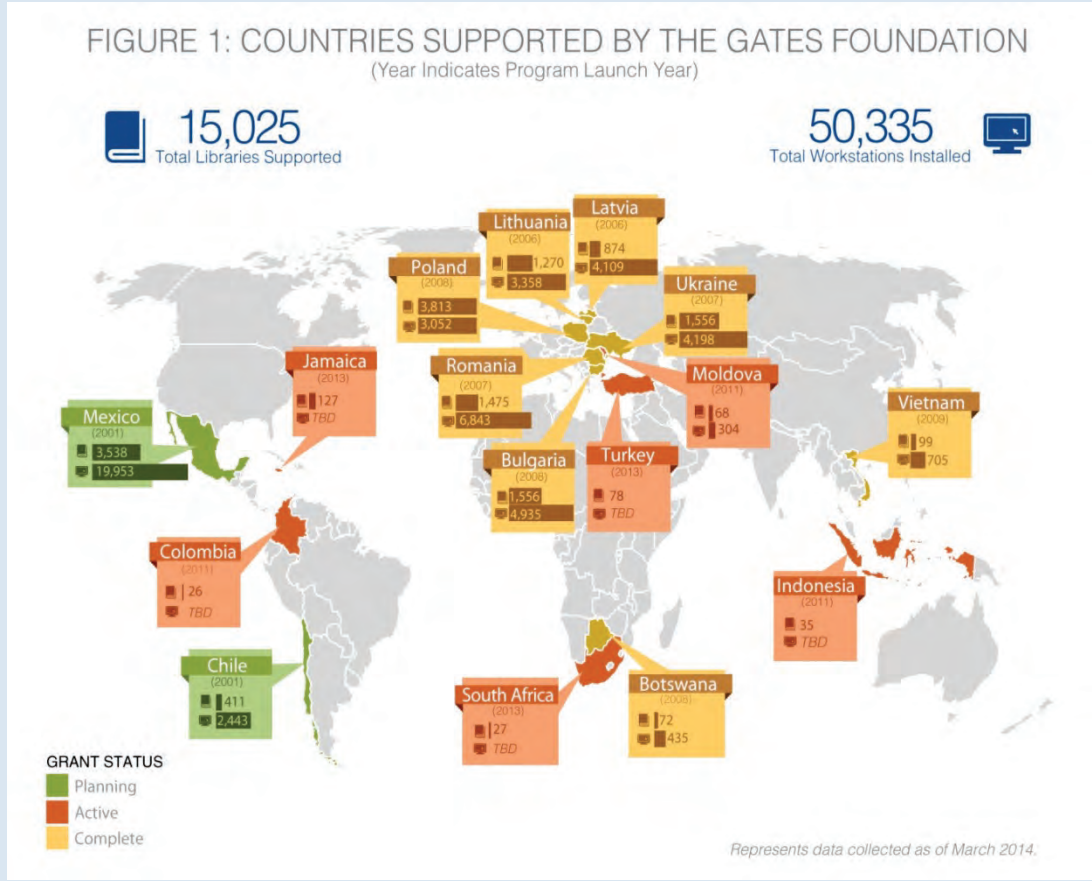 FIGURE 1: COUNTRIES SUPPORTED BY THE GATES FOUNDATION
(Year Indicates Program Launch Year)
15,025
Total Libraries Supported
50,335
Total Workstations Installed
Latvia
(2006)
874
4,109
Lithuania
(2006)
1,270
3,358
Poland
(2008)
3,813
3,052
Ukraine
(2007)
1,556
4,198
Jamaica
(2013)
127
TBD
Romania
(2007)
1,475
6,843
Moldova
(2011)
68
304
Mexico
(2001)
3,538
19,953
Vietnam
(2009)
99
705
Bulgaria
1,556
4,935
Turkey
(2013)
78
TBD
Colombia
(2011)
26
TBD
Indonesia
(2011)
35
TBD
Chile
(2001)
411
2,443
South Africa
(2013)
27
TBD
Botswana
(2008)
72
435
GRANT STATUS
Planning
Active
Complete
Represents data collected as of March 2014.